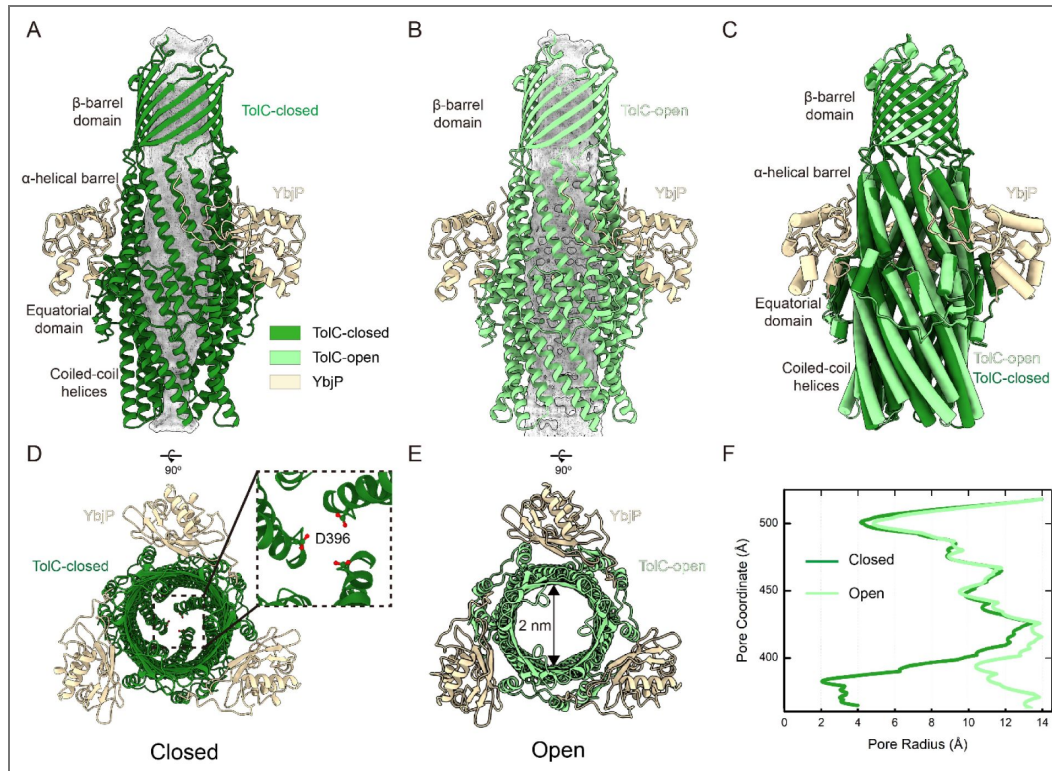 A
β-barrel
domain
TolC-closed
α-helical barrel
YbjP
Equatorial
domain
Coiled-coil
helices
TolC-closed
TolC-open
YbjP
B
β-barrel
domain
TolC-open
YbjP
C
β-barrel
domain
α-helical barrel
YbjP
Equatorial
domain
Coiled-coil
helices
TolC-open
TolC-closed
D
90º
YbjP
TolC-closed
D396
Closed
E
90º
YbjP
TolC-open
2 nm
Open
F
Pore Coordinate (Å)
500
450
400
Closed
Open
0 2 4 6 8 10 12 14
Pore Radius (Å)